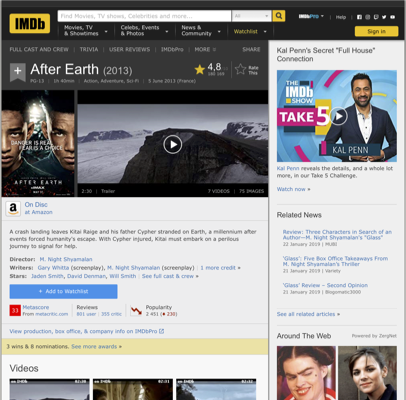 IMDb
Find Movies, TV shows, Celebrities and more...
All
IMDbPro
Help
Movies, TV & Showtimes
Celebs, Events & Photos
News & Community
Watchlist
Sign in
FULL CAST AND CREW | TRIVIA | USER REVIEWS | IMDbPro | MORE
SHARE
After Earth (2013)
4,8
Rate This
PG-13 | 1h 40min | Action, Adventure, Sci-Fi | 5 June 2013 (France)
DANGER IS REAL
FEAR IS A CHOICE
AFTER EARTH
2:30 | Trailer
7 VIDEOS | 75 IMAGES
a
On Disc
at Amazon
A crash landing leaves Kitai Raige and his father Cypher stranded on Earth, a millennium after
events forced humanity's escape. With Cypher injured, Kitai must embark on a perilous
journey to signal for help.
Director: M. Night Shyamalan
Writers: Gary Whitta (screenplay), M. Night Shyamalan (screenplay) | 1 more credit »
Stars: Jaden Smith, David Denman, Will Smith | See full cast & crew »
+ Add to Watchlist
33
Metascore
From metacritic.com
Reviews
801 user | 355 critic
Popularity
2 451 (230)
View production, box office, & company info on IMDbPro
3 wins & 8 nominations. See more awards »
Videos
02:31
02:32
Kal Penn's Secret "Full House"
Connection
THE IMDb SHOW
TAKE 5
KAL PENN
Kal Penn reveals the details, and a whole lot
more, in our Take 5 Challenge.
Watch now »
Related News
Review: Three Characters in Search of an
Author—M. Night Shyamalan's "Glass"
22 January 2019 | MUBI
'Glass': Five Box Office Takeaways From
M. Night Shyamalan's Thriller
21 January 2019 | Variety
'Glass' Review – Second Opinion
21 January 2019 | Blogomatic3000
See all related articles »
Around The Web
Powered by ZergNet